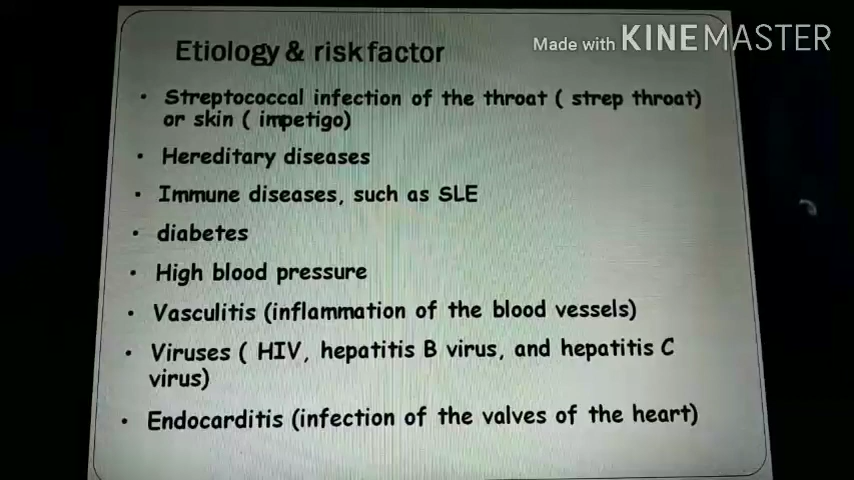 Etiology & risk factor
Made with KINEMASTER
• Streptococcal infection of the throat ( strep throat)
or skin ( impetigo)
• Hereditary diseases
• Immune diseases, such as SLE
• diabetes
• High blood pressure
• Vasculitis (inflammation of the blood vessels)
• Viruses ( HIV, hepatitis B virus, and hepatitis C
virus)
• Endocarditis (infection of the valves of the heart)